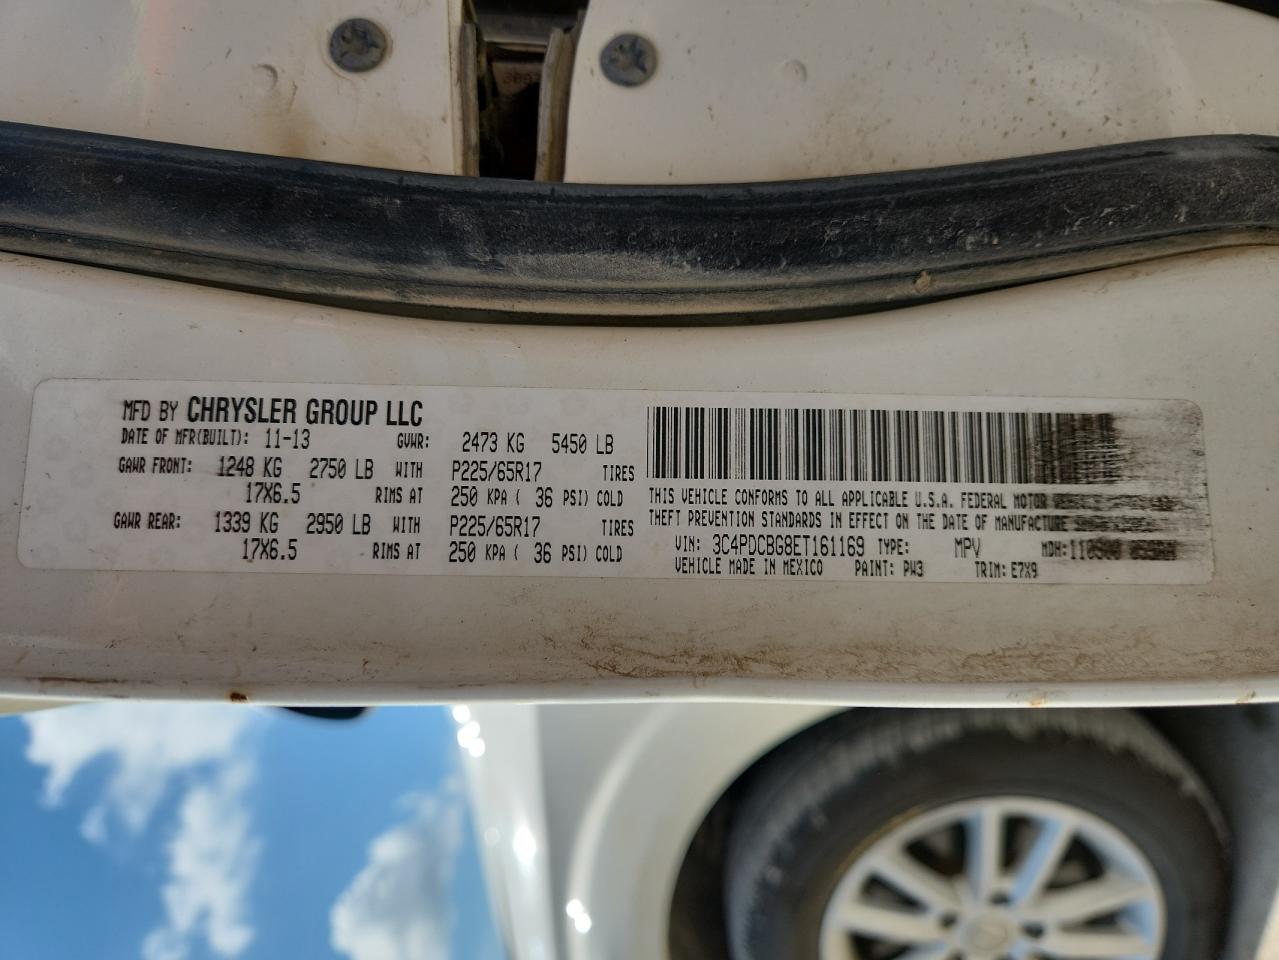 MFD BY CHRYSLER GROUP LLC
DATE OF MFR(BUILT): 11-13 GVWR: 2473 KG 5450 LB
GAWR FRONT: 1248 KG 2750 LB WITH P225/65R17 TIRES
17X6.5 RIMS AT 250 KPA ( 36 PSI) COLD
GAWR REAR: 1339 KG 2950 LB WITH P225/65R17 TIRES
17X6.5 RIMS AT 250 KPA ( 36 PSI) COLD
THIS VEHICLE CONFORMS TO ALL APPLICABLE U.S.A. FEDERAL MOTOR
THEFT PREVENTION STANDARDS IN EFFECT ON THE DATE OF MANUFACTURE
VIN: 3C4PDCBG8ET161169 TYPE: MPV MDH:
VEHICLE MADE IN MEXICO PAINT: PW3 TRIM: E7X9